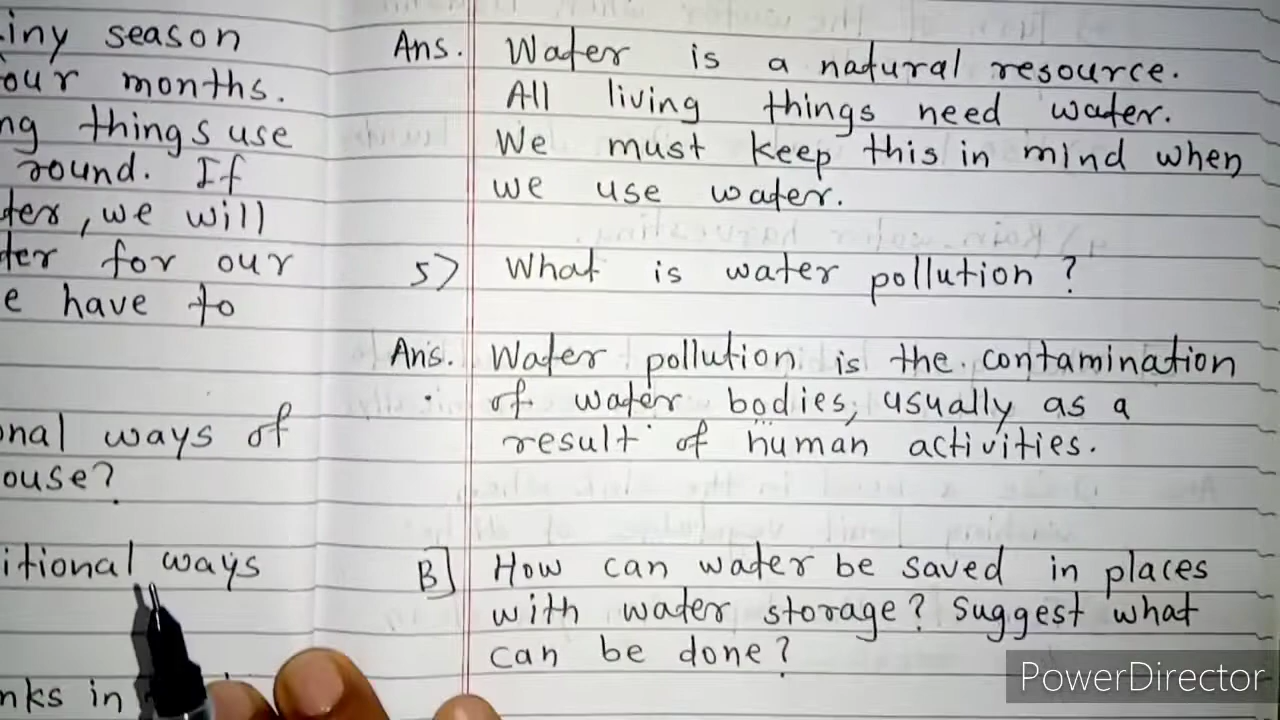 iny season
our months.
ng things use
round. If
ter, we will
ter for our
e have to
onal ways of
ouse?
itional ways
nks in
Ans. Water is a natural resource.
All living things need water.
We must keep this in mind when
we use water.
5) What is water pollution ?
Ans. Water pollution is the contamination
of water bodies, usually as a
result of human activities.
B] How can water be saved in places
with water storage? Suggest what
can be done?
PowerDirector